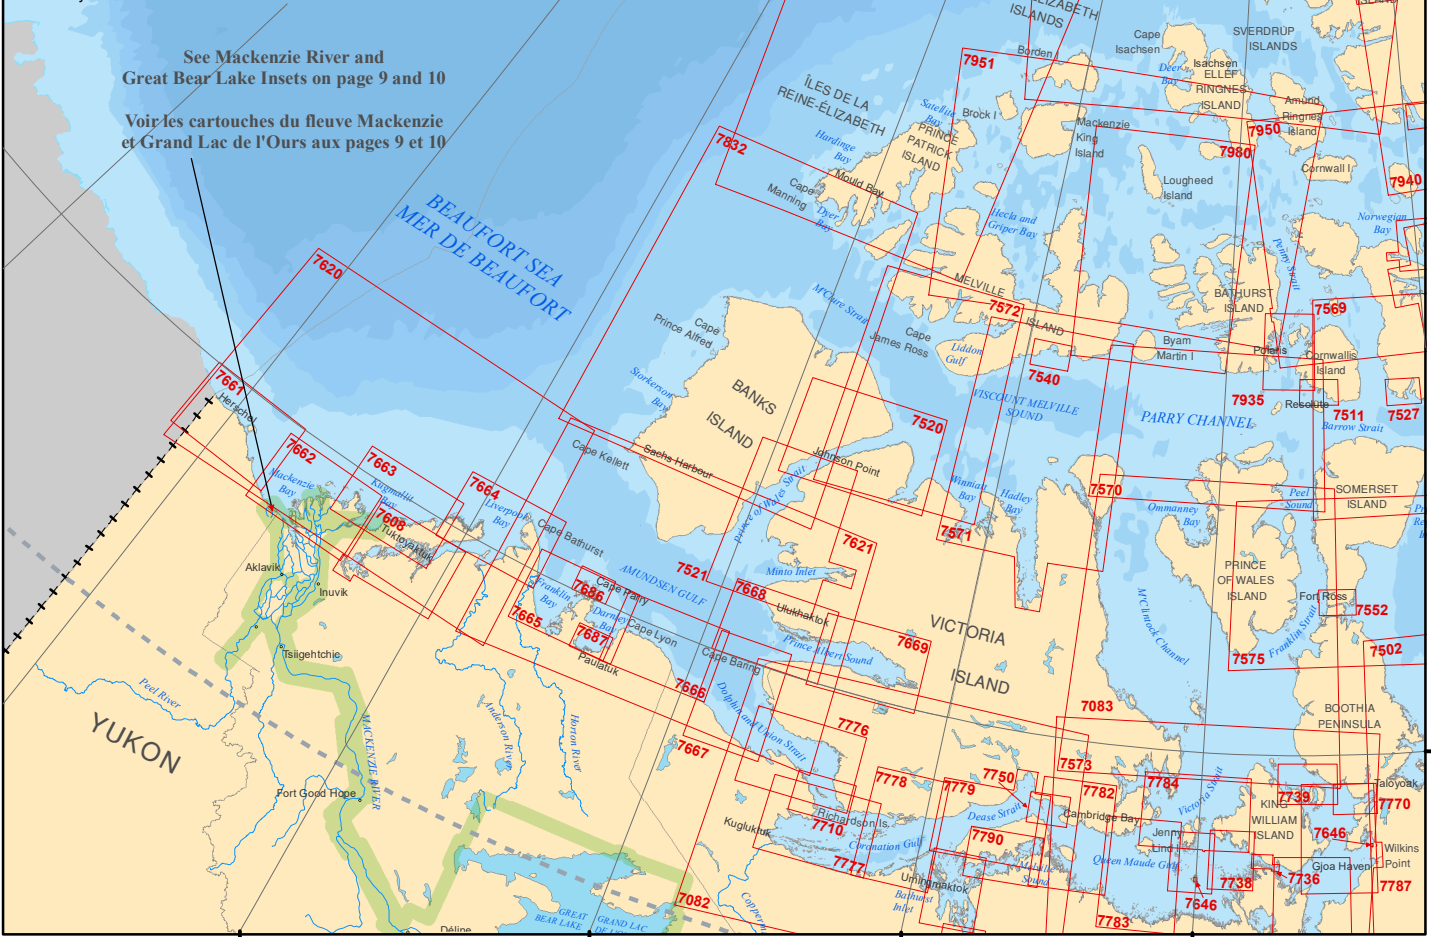 See Mackenzie River and
Great Bear Lake Insets on page 9 and 10
Voir les cartouches du fleuve Mackenzie
et Grand Lac de l'Ours aux pages 9 et 10
BEAUFORT SEA
MER DE BEAUFORT
ELIZABETH
ISLANDS
ÎLES DE LA
REINE-ÉLIZABETH
SVERDRUP
ISLANDS
Cape
Isachsen
Isachsen
ELLEF
RINGNES
ISLAND
Deer
Bay
Borden I
7951
Satellite
Bay
Brock I
Mackenzie
King
Island
Amund
Ringnes
Island
7950
7980
Cornwall I
7940
Lougheed
Island
Norwegian
Bay
7832
Hardinge
Bay
PRINCE
PATRICK
ISLAND
Mould Bay
Cape
Manning
Dyer
Bay
Hecla and
Griper Bay
Penny Strait
7620
M'Clure Strait
MELVILLE
ISLAND
7572
BATHURST
ISLAND
7569
Cape
Prince Alfred
Cape
James Ross
Liddon
Gulf
Byam
Martin I
Polaris
Cornwallis
Island
7540
7661
Herschel
Storkerson
Bay
BANKS
ISLAND
VISCOUNT MELVILLE
SOUND
PARRY CHANNEL
7935
Resolute
7511
7527
Barrow Strait
7520
7662
7663
Cape Kellett
Sachs Harbour
Johnson Point
Mackenzie
Bay
Kugmallit
Bay
7664
Liverpool
Bay
Prince of Wales Strait
Winniatt
Bay
Hadley
Bay
7570
Ommanney
Bay
Peel
Sound
SOMERSET
ISLAND
7608
Tuktoyaktuk
Cape Bathurst
7571
7621
Aklavik
Inuvik
AMUNDSEN GULF
7521
Minto Inlet
PRINCE
OF WALES
ISLAND
Franklin
Bay
7686
Cape Parry
7668
Ulukhaktok
Fort Ross
7552
7665
Darnley
Bay
7687
Cape Lyon
VICTORIA
ISLAND
M'Clintock Channel
Franklin Strait
Tsiigehtchic
Paulatuk
Cape Baring
Prince Albert Sound
7669
7575
7502
Peel River
7666
YUKON
MACKENZIE RIVER
Anderson River
Horton River
Dolphin and Union Strait
7083
BOOTHIA
PENINSULA
7667
7776
7573
7778
7779
7750
7782
7784
Victoria Strait
7739
Taloyoak
7770
Fort Good Hope
Kugluktuk
7710
Richardson Is.
Dease Strait
Cambridge Bay
KING
WILLIAM
ISLAND
7646
Coronation Gulf
7790
Jenny
Lind I
Wilkins
Point
7777
Queen Maude Gulf
Gjoa Haven
Umingmaktok
Melville
Sound
7738
7736
7787
7082
Bathurst
Inlet
7646
7783
Déline
GREAT
BEAR LAKE
GRAND LAC